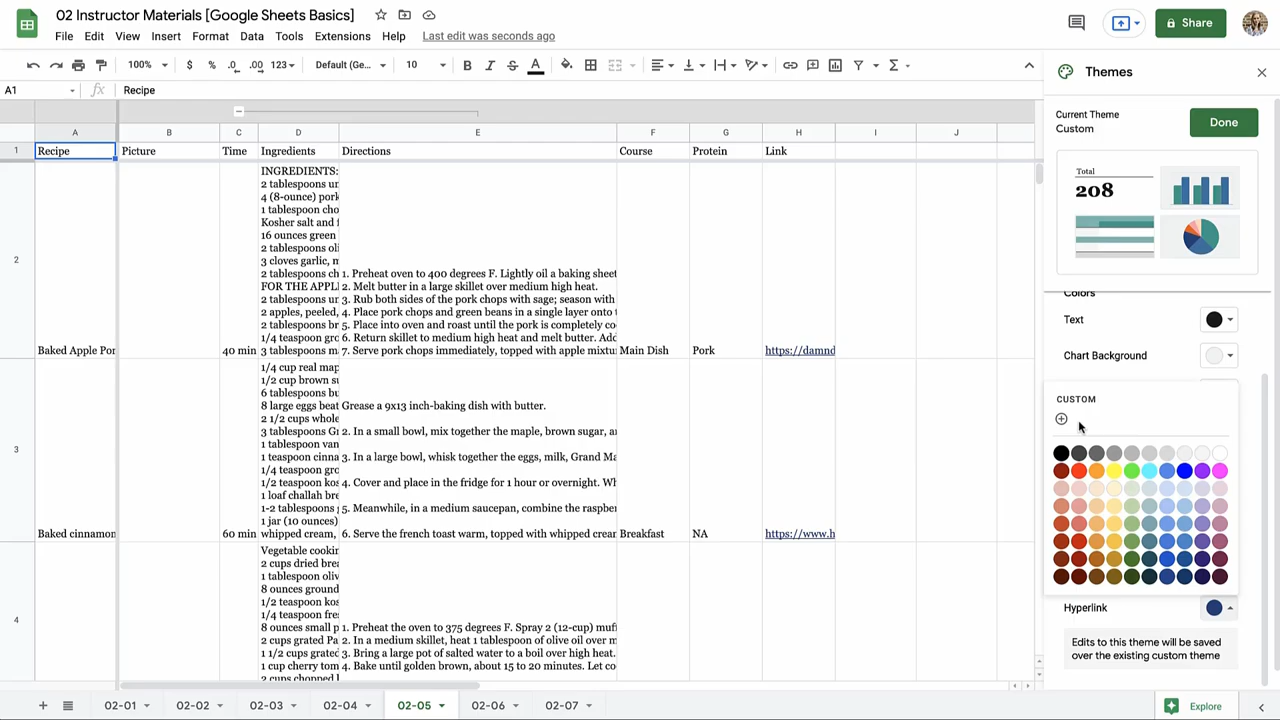 02 Instructor Materials [Google Sheets Basics]
File Edit View Insert Format Data Tools Extensions Help Last edit was seconds ago
Share
100% $ % .0 .00 123 Default (Ge... 10 B I S A
A1 fx Recipe
Themes
Current Theme
Custom
Done
Total
208
A B C D E F G H I J
1 Recipe Picture Time Ingredients Directions Course Protein Link
2
INGREDIENTS:
2 tablespoons un
4 (8-ounce) pork
1 tablespoon cho
Kosher salt and f
16 ounces green
2 tablespoons oli
3 cloves garlic, m
2 tablespoons ch 1. Preheat oven to 400 degrees F. Lightly oil a baking sheet
FOR THE APPL 2. Melt butter in a large skillet over medium high heat.
2 tablespoons un 3. Rub both sides of the pork chops with sage; season with
2 apples, peeled, 4. Place pork chops and green beans in a single layer onto t
2 tablespoons br 5. Place into oven and roast until the pork is completely co
1/4 teaspoon gro 6. Return skillet to medium high heat and melt butter. Add
Baked Apple Por 40 min 3 tablespoons m 7. Serve pork chops immediately, topped with apple mixtu Main Dish Pork https://damnd
3
1/4 cup real map
1/2 cup brown su
6 tablespoons bu
8 large eggs beat Grease a 9x13 inch-baking dish with butter.
2 1/2 cups whole
3 tablespoons Gr 2. In a small bowl, mix together the maple, brown sugar, a
1 tablespoon van
1 teaspoon cinna 3. In a large bowl, whisk together the eggs, milk, Grand Ma
1/4 teaspoon gro
1/2 teaspoon kos 4. Cover and place in the fridge for 1 hour or overnight. Wh
1 loaf challah bre
1-2 tablespoons 5. Meanwhile, in a medium saucepan, combine the raspber
1 jar (10 ounces)
Baked cinnamon 60 min whipped cream, 6. Serve the french toast warm, topped with whipped crear Breakfast NA https://www.h
4
Vegetable cookin
2 cups dried brea
1 tablespoon oliv
8 ounces ground
1/2 teaspoon kos
1/4 teaspoon fre
8 ounces small p 1. Preheat the oven to 375 degrees F. Spray 2 (12-cup) muf
2 cups grated Pa 2. In a medium skillet, heat 1 tablespoon of olive oil over m
1 1/2 cups grated 3. Bring a large pot of salted water to a boil over high heat.
1 cup cherry tom 4. Bake until golden brown, about 15 to 20 minutes. Let co
2 cups chopped
Colors
Text
Chart Background
CUSTOM
Hyperlink
Edits to this theme will be saved
over the existing custom theme
02-01 02-02 02-03 02-04 02-05 02-06 02-07 Explore